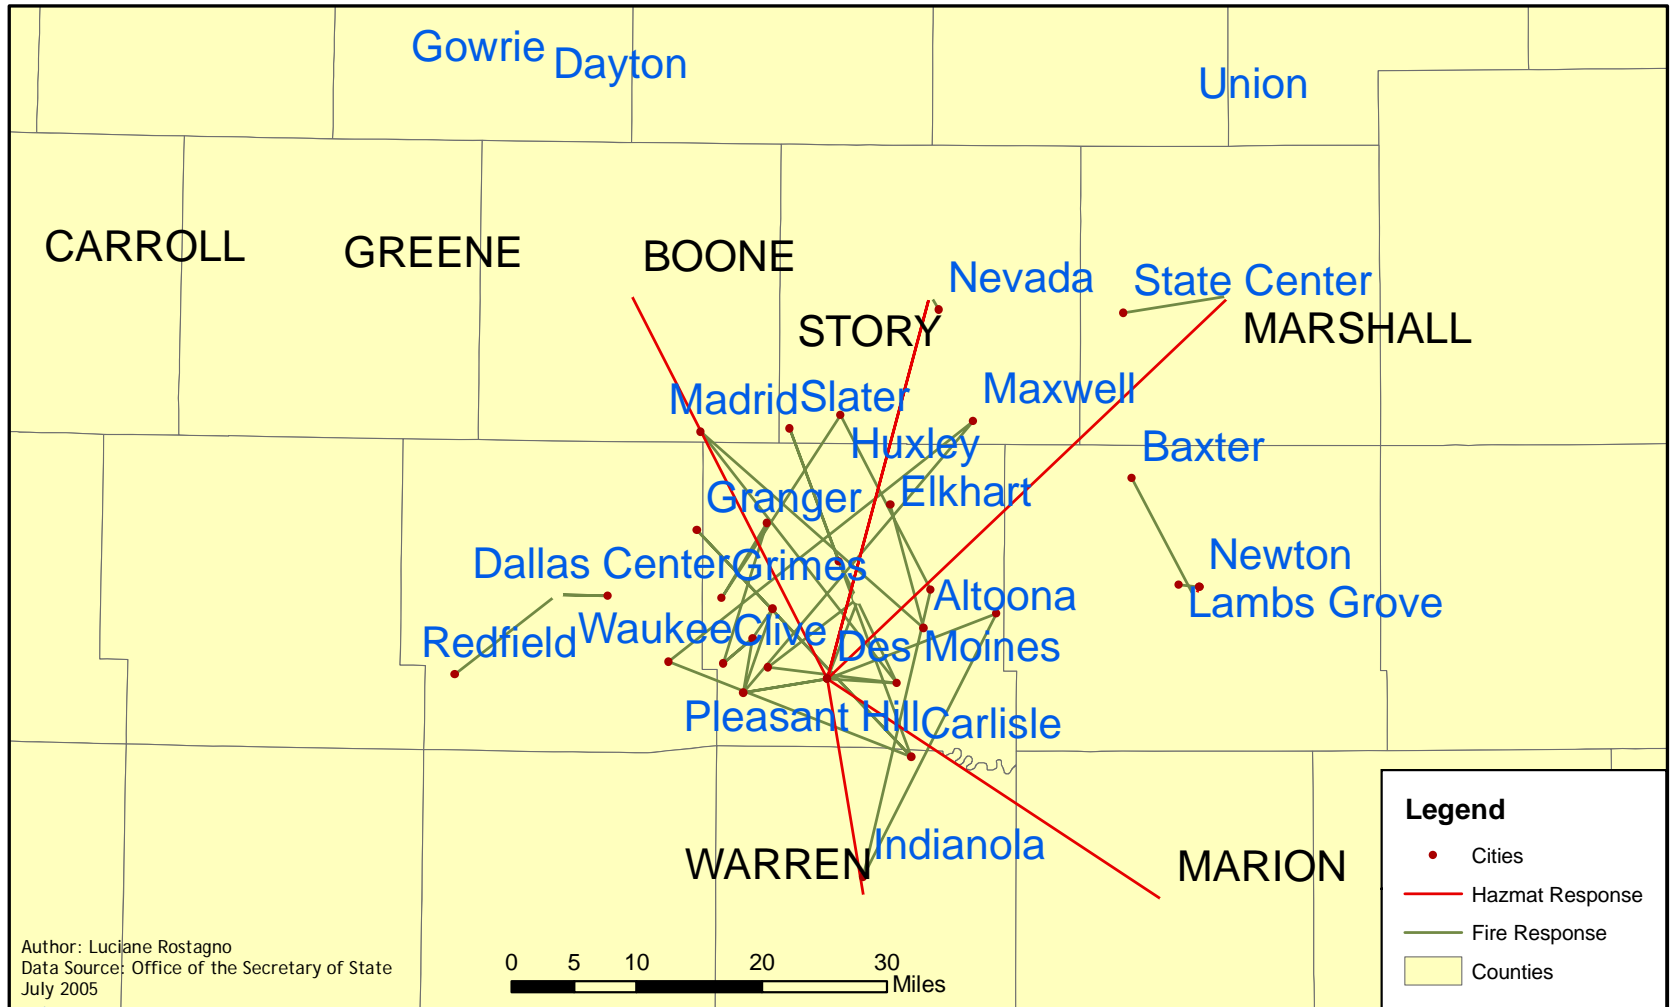 Gowrie
Dayton
Union
CARROLL
GREENE
BOONE
Nevada
State Center
STORY
MARSHALL
Madrid
Slater
Maxwell
Huxley
Baxter
Granger
Elkhart
Dallas Center
Grimes
Newton
Altoona
Lambs Grove
Redfield
Waukee
Clive
Des Moines
Pleasant Hill
Carlisle
WARREN
Indianola
MARION
Legend
Cities
Hazmat Response
Fire Response
Counties
Author: Luciane Rostagno
Data Source: Office of the Secretary of State
July 2005
0 5 10 20 30
Miles